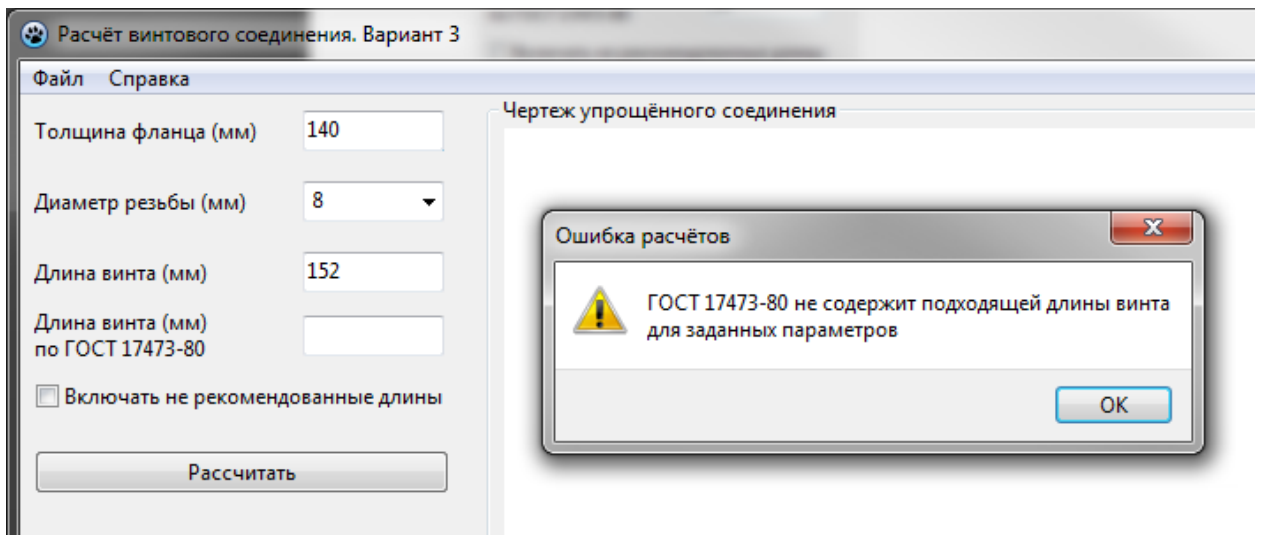 Расчёт винтового соединения. Вариант 3
Файл Справка
Толщина фланца (мм) 140
Диаметр резьбы (мм) 8
Длина винта (мм) 152
Длина винта (мм)
по ГОСТ 17473-80
Включать не рекомендованные длины
Рассчитать
Чертеж упрощённого соединения
Ошибка расчётов
ГОСТ 17473-80 не содержит подходящей длины винта
для заданных параметров
OK